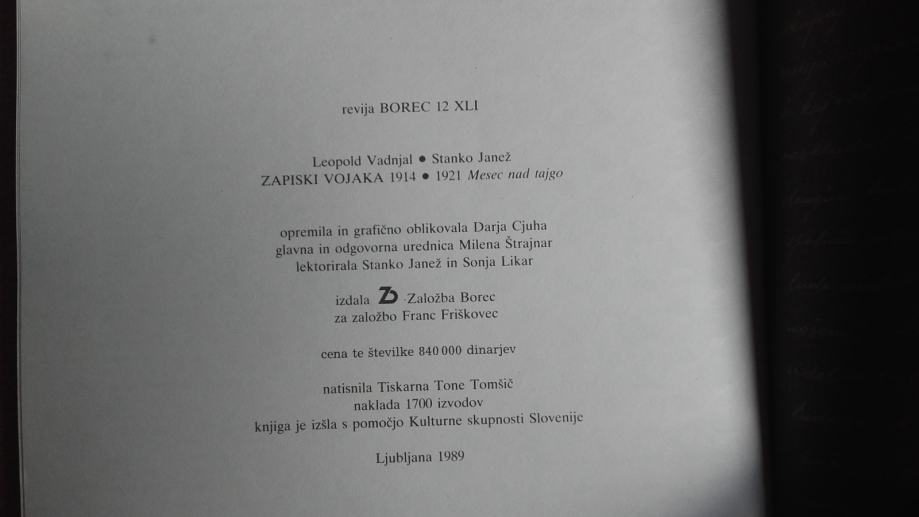 revija BOREC 12 XLI
Leopold Vadnjal ● Stanko Janež
ZAPISKI VOJAKA 1914 ● 1921 Mesec nad tajgo
opremila in grafično oblikovala Darja Cjuha
glavna in odgovorna urednica Milena Štrajnar
lektorirala Stanko Janež in Sonja Likar
izdala Založba Borec
za založbo Franc Friškovec
cena te številke 840 000 dinarjev
natisnila Tiskarna Tone Tomšič
naklada 1700 izvodov
knjiga je izšla s pomočjo Kulturne skupnosti Slovenije
Ljubljana 1989